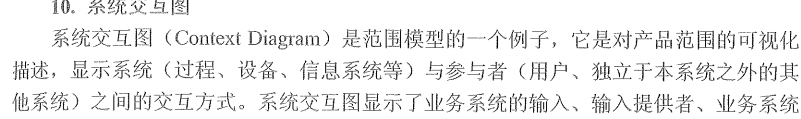 10. 系统交互图
系统交互图（Context Diagram）是范围模型的一个例子，它是对产品范围的可视化
描述，显示系统（过程、设备、信息系统等）与参与者（用户、独立于本系统之外的其
他系统）之间的交互方式。系统交互图显示了业务系统的输入、输入提供者、业务系统